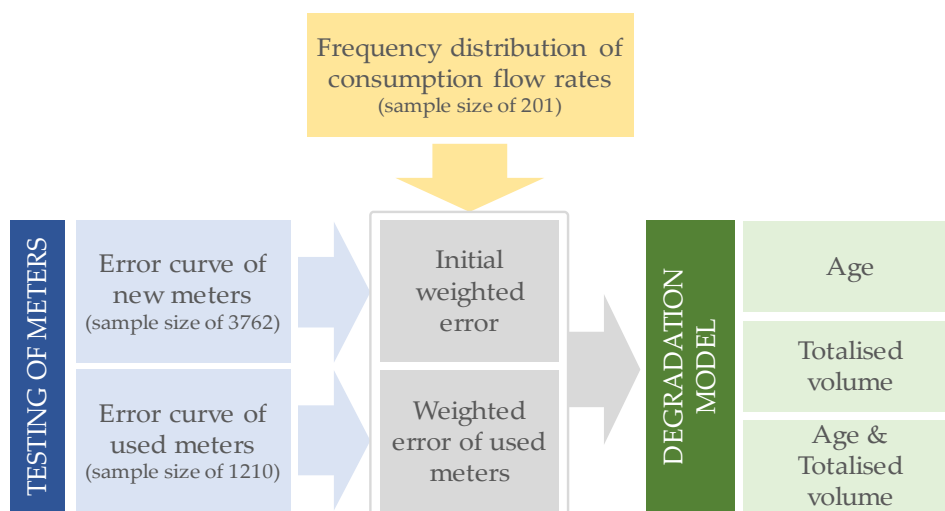 Frequency distribution of
consumption flow rates
(sample size of 201)
TESTING OF METERS
Error curve of
new meters
(sample size of 3762)
Error curve of
used meters
(sample size of 1210)
Initial
weighted
error
Weighted
error of used
meters
DEGRADATION
MODEL
Age
Totalised
volume
Age &
Totalised
volume